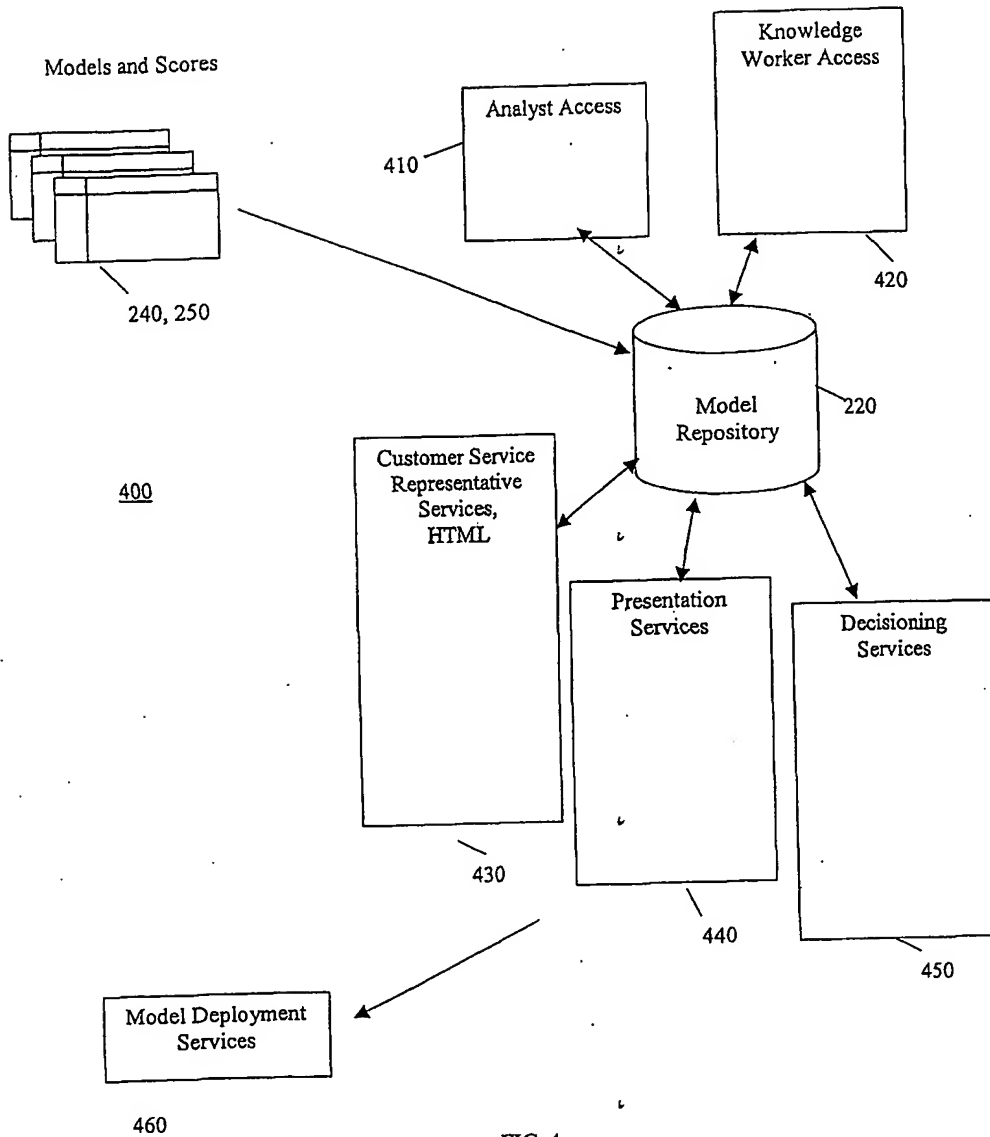 Models and Scores
240, 250
Analyst Access
410
Knowledge
Worker Access
420
Model
Repository
220
400
Customer Service
Representative
Services,
HTML
430
Presentation
Services
440
Decisioning
Services
450
Model Deployment
Services
460